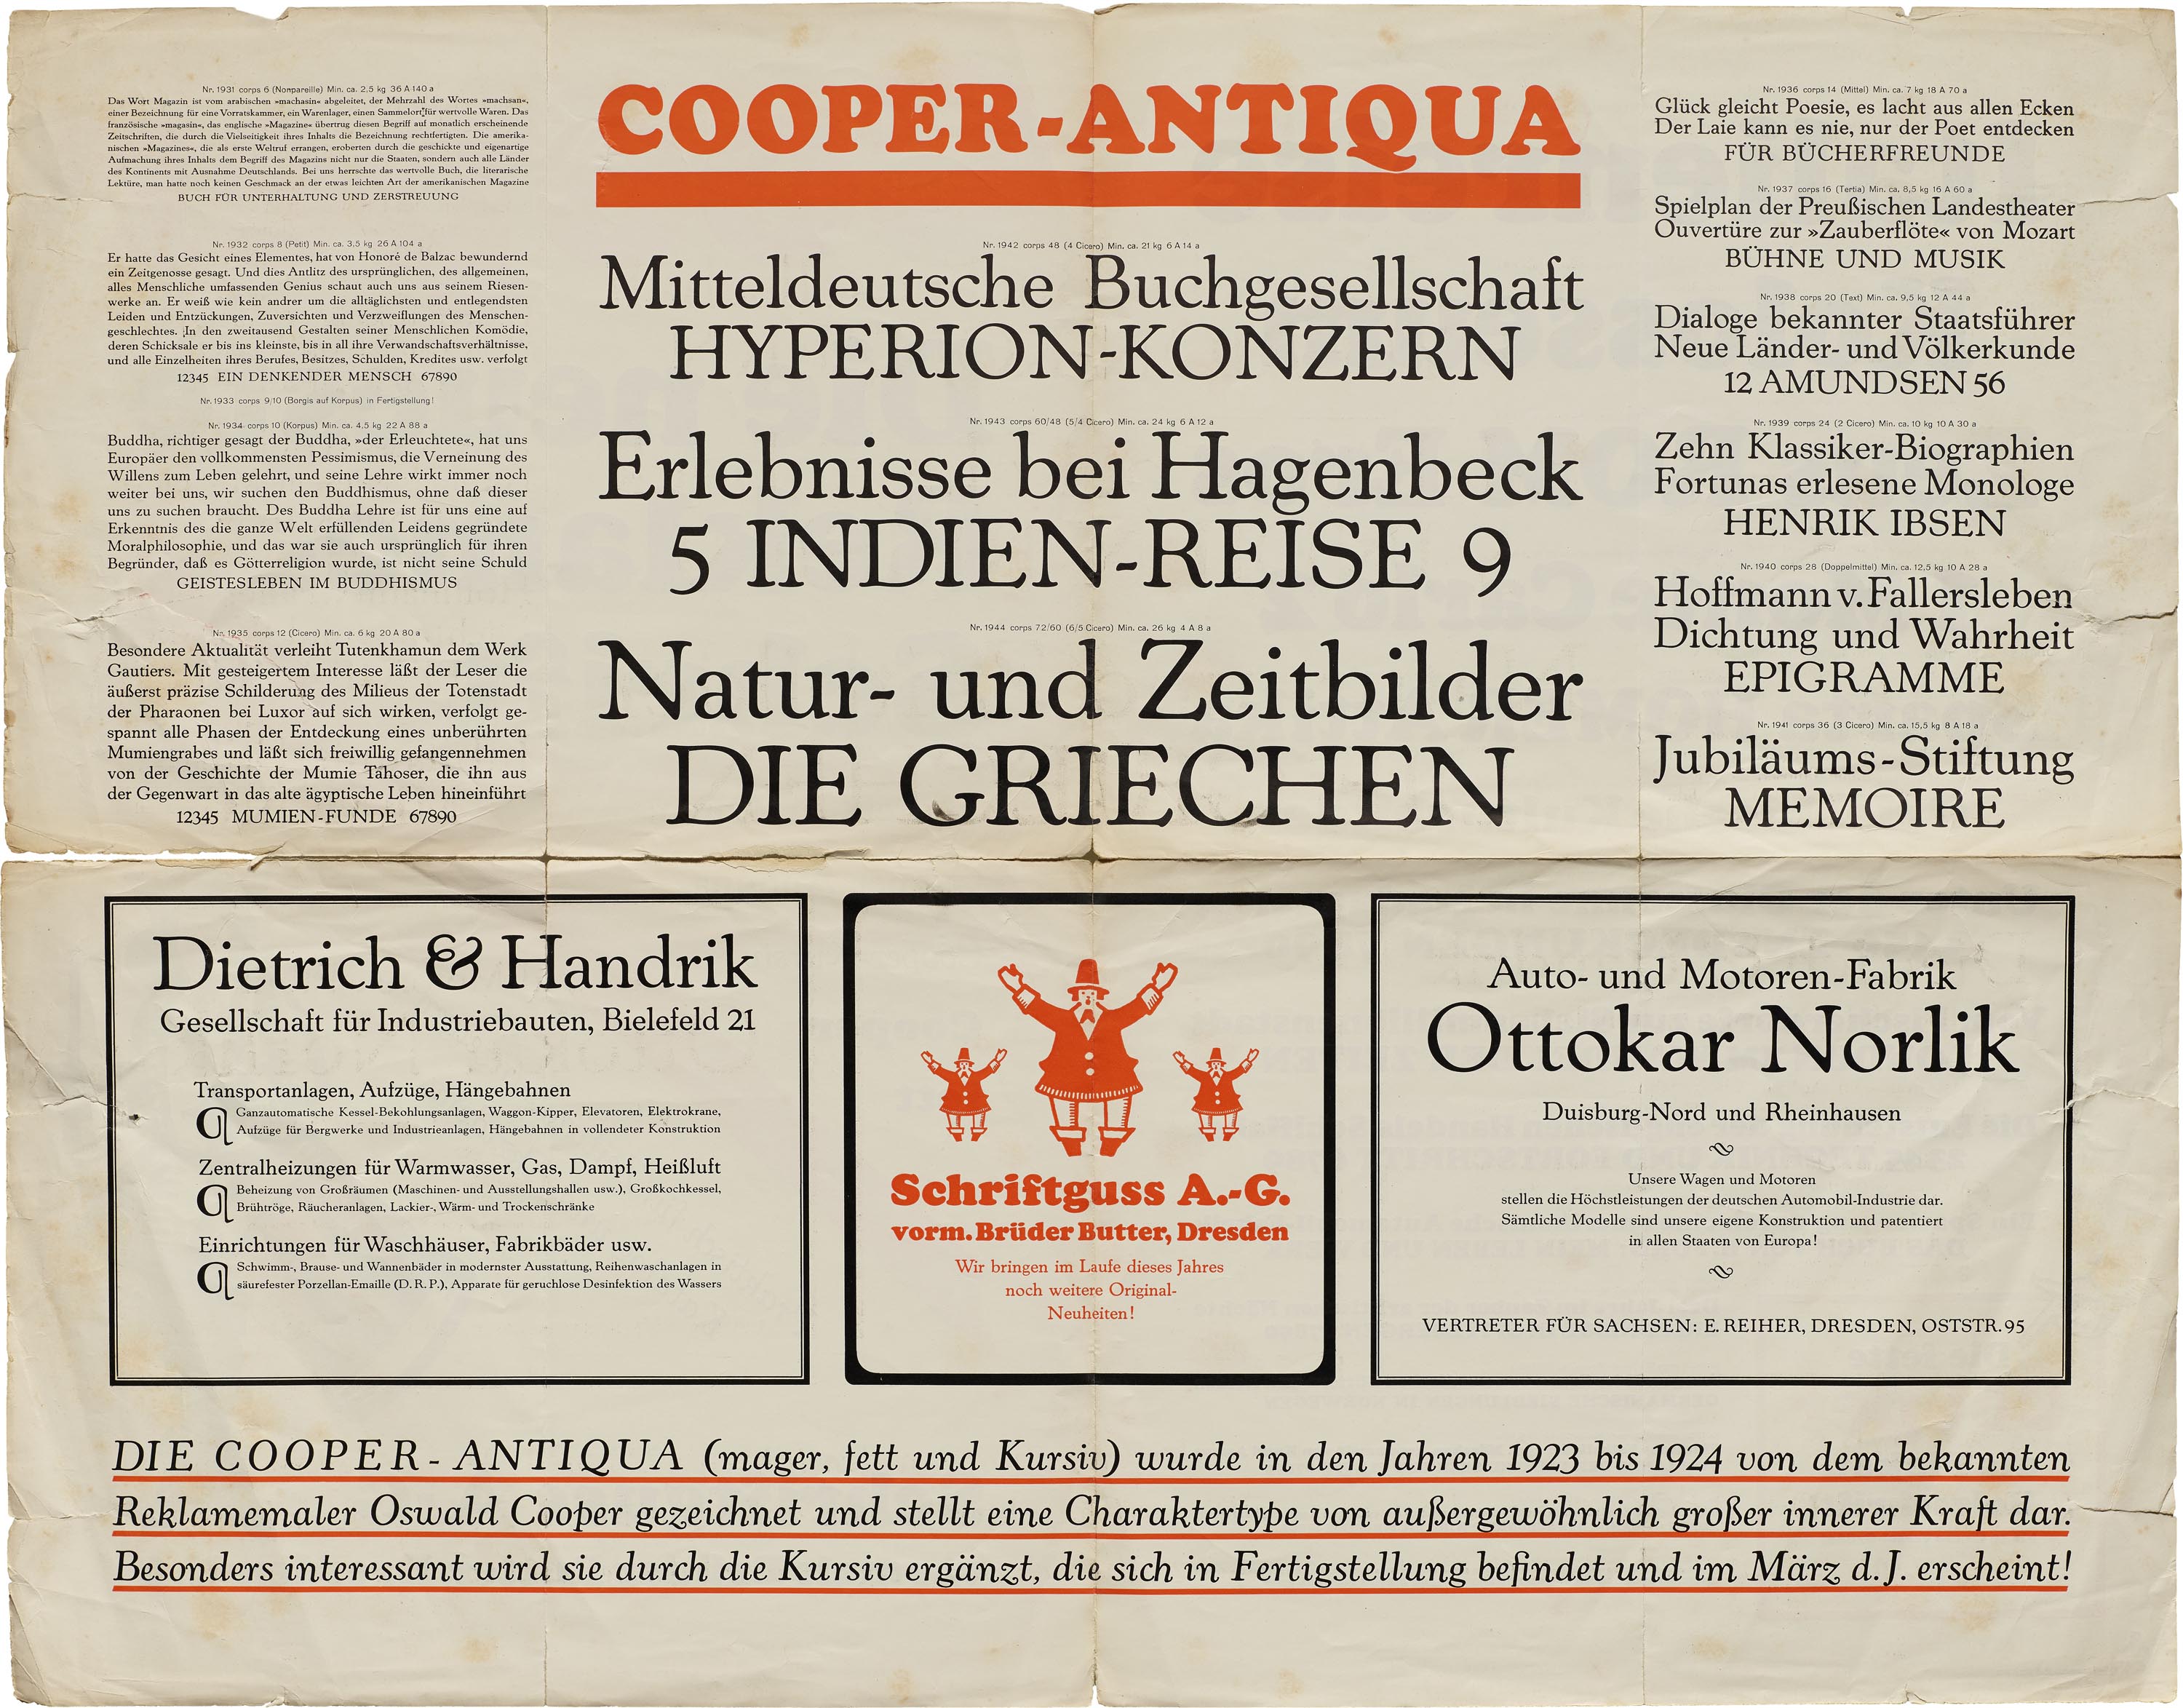 Nr. 1931 corps 6 (Nonpareille) Min. ca. 2,5 kg 36 A 140 a
Das Wort Magazin ist vom arabischen »machasin« abgeleitet, der Mehrzahl des Wortes »machsan«,
einer Bezeichnung für eine Vorratskammer, ein Warenlager, einen Sammelort für wertvolle Waren. Das
französische »magasin«, das englische »Magazine« übertrug diesen Begriff auf monatlich erscheinende
Zeitschriften, die durch die Vielseitigkeit ihres Inhalts die Bezeichnung rechtfertigten. Die amerika-
nischen »Magazines«, die als erste Weltruf errangen, eroberten durch die geschickte und eigenartige
Aufmachung ihres Inhalts dem Begriff des Magazins nicht nur die Staaten, sondern auch alle Länder
des Kontinents mit Ausnahme Deutschlands. Bei uns herrschte das wertvolle Buch, die literarische
Lektüre, man hatte noch keinen Geschmack an der etwas leichten Art der amerikanischen Magazine
BUCH FÜR UNTERHALTUNG UND ZERSTREUUNG
Nr. 1932 corps 8 (Petit) Min. ca. 3,5 kg 26 A 104 a
Er hatte das Gesicht eines Elementes, hat von Honoré de Balzac bewundernd
ein Zeitgenosse gesagt. Und dies Antlitz des ursprünglichen, des allgemeinen,
alles Menschliche umfassenden Genius schaut auch uns aus seinem Riesen-
werke an. Er weiß wie kein andrer um die alltäglichsten und entlegendsten
Leiden und Entzückungen, Zuversichten und Verzweiflungen des Menschen-
geschlechtes. In den zweitausend Gestalten seiner Menschlichen Komödie,
deren Schicksale er bis ins kleinste, bis in all ihre Verwandschaftsverhältnisse,
und alle Einzelheiten ihres Berufes, Besitzes, Schulden, Kredites usw. verfolgt
12345 EIN DENKENDER MENSCH 67890
Nr. 1933 corps 9/10 (Borgis auf Korpus) in Fertigstellung!
Nr. 1934 corps 10 (Korpus) Min. ca. 4,5 kg 22 A 88 a
Buddha, richtiger gesagt der Buddha, »der Erleuchtete«, hat uns
Europäer den vollkommensten Pessimismus, die Verneinung des
Willens zum Leben gelehrt, und seine Lehre wirkt immer noch
weiter bei uns, wir suchen den Buddhismus, ohne daß dieser
uns zu suchen braucht. Des Buddha Lehre ist für uns eine auf
Erkenntnis des die ganze Welt erfüllenden Leidens gegründete
Moralphilosophie, und das war sie auch ursprünglich für ihren
Begründer, daß es Götterreligion wurde, ist nicht seine Schuld
GEISTESLEBEN IM BUDDHISMUS
Nr. 1935 corps 12 (Cicero) Min. ca. 6 kg 20 A 80 a
Besondere Aktualität verleiht Tutenkhamun dem Werk
Gautiers. Mit gesteigertem Interesse läßt der Leser die
äußerst präzise Schilderung des Milieus der Totenstadt
der Pharaonen bei Luxor auf sich wirken, verfolgt ge-
spannt alle Phasen der Entdeckung eines unberührten
Mumiengrabes und läßt sich freiwillig gefangennehmen
von der Geschichte der Mumie Tahoser, die ihn aus
der Gegenwart in das alte ägyptische Leben hineinführt
12345 MUMIEN-FUNDE 67890
COOPER-ANTIQUA
Nr. 1942 corps 48 (4 Cicero) Min. ca. 21 kg 6 A 14 a
Mitteldeutsche Buchgesellschaft
HYPERION-KONZERN
Nr. 1943 corps 60/48 (5/4 Cicero) Min. ca. 24 kg 6 A 12 a
Erlebnisse bei Hagenbeck
5 INDIEN-REISE 9
Nr. 1944 corps 72/60 (6/5 Cicero) Min. ca. 26 kg 4 A 8 a
Natur- und Zeitbilder
DIE GRIECHEN
Nr. 1936 corps 14 (Mittel) Min. ca. 7 kg 18 A 70 a
Glück gleicht Poesie, es lacht aus allen Ecken
Der Laie kann es nie, nur der Poet entdecken
FÜR BÜCHERFREUNDE
Nr. 1937 corps 16 (Tertia) Min. ca. 8,5 kg 16 A 60 a
Spielplan der Preußischen Landestheater
Ouvertüre zur »Zauberflöte« von Mozart
BÜHNE UND MUSIK
Nr. 1938 corps 20 (Text) Min. ca. 9,5 kg 12 A 44 a
Dialoge bekannter Staatsführer
Neue Länder- und Völkerkunde
12 AMUNDSEN 56
Nr. 1939 corps 24 (2 Cicero) Min. ca. 10 kg 10 A 30 a
Zehn Klassiker-Biographien
Fortunas erlesene Monologe
HENRIK IBSEN
Nr. 1940 corps 28 (Doppelmittel) Min. ca. 12,5 kg 10 A 28 a
Hoffmann v. Fallersleben
Dichtung und Wahrheit
EPIGRAMME
Nr. 1941 corps 36 (3 Cicero) Min. ca. 15,5 kg 8 A 18 a
Jubiläums-Stiftung
MEMOIRE
Dietrich & Handrik
Gesellschaft für Industriebauten, Bielefeld 21
Transportanlagen, Aufzüge, Hängebahnen
Ganzautomatische Kessel-Bekohlungsanlagen, Waggon-Kipper, Elevatoren, Elektrokrane,
Aufzüge für Bergwerke und Industrieanlagen, Hängebahnen in vollendeter Konstruktion
Zentralheizungen für Warmwasser, Gas, Dampf, Heißluft
Beheizung von Großräumen (Maschinen- und Ausstellungshallen usw.), Großkochkessel,
Brühtröge, Räucheranlagen, Lackier-, Wärm- und Trockenschränke
Einrichtungen für Waschhäuser, Fabrikbäder usw.
Schwimm-, Brause- und Wannenbäder in modernster Ausstattung, Reihenwaschanlagen in
säurefester Porzellan-Emaille (D. R. P.), Apparate für geruchlose Desinfektion des Wassers
Schriftguss A.-G.
vorm. Brüder Butter, Dresden
Wir bringen im Laufe dieses Jahres
noch weitere Original-
Neuheiten!
Auto- und Motoren-Fabrik
Ottokar Norlik
Duisburg-Nord und Rheinhausen
Unsere Wagen und Motoren
stellen die Höchstleistungen der deutschen Automobil-Industrie dar.
Sämtliche Modelle sind unsere eigene Konstruktion und patentiert
in allen Staaten von Europa!
VERTRETER FÜR SACHSEN: E. REIHER, DRESDEN, OSTSTR. 95
DIE COOPER-ANTIQUA (mager, fett und Kursiv) wurde in den Jahren 1923 bis 1924 von dem bekannten
Reklamemaler Oswald Cooper gezeichnet und stellt eine Charaktertype von außergewöhnlich großer innerer Kraft dar.
Besonders interessant wird sie durch die Kursiv ergänzt, die sich in Fertigstellung befindet und im März d. J. erscheint!